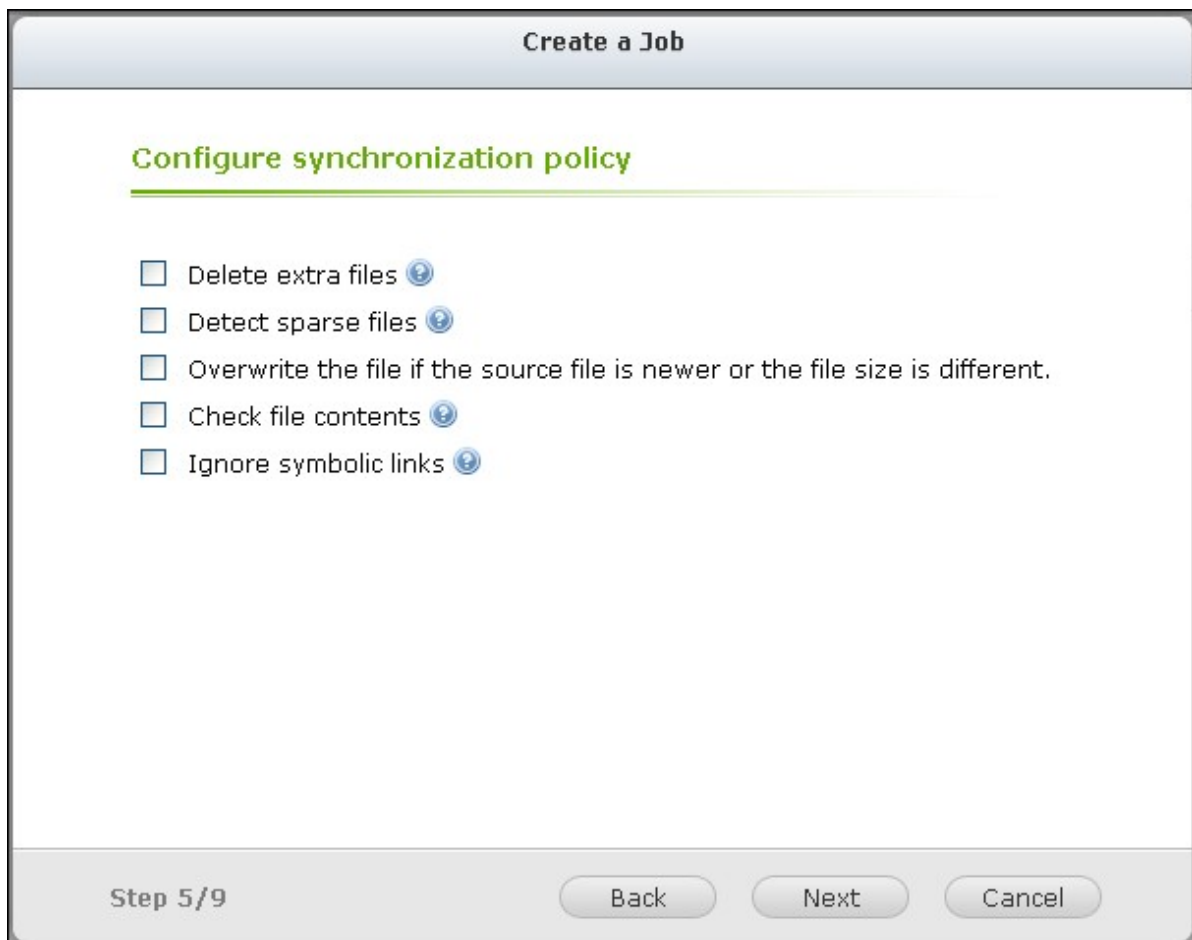 Create a Job
Configure synchronization policy
Delete extra files
Detect sparse files
Overwrite the file if the source file is newer or the file size is different.
Check file contents
Ignore symbolic links
Step 5/9
Back
Next
Cancel